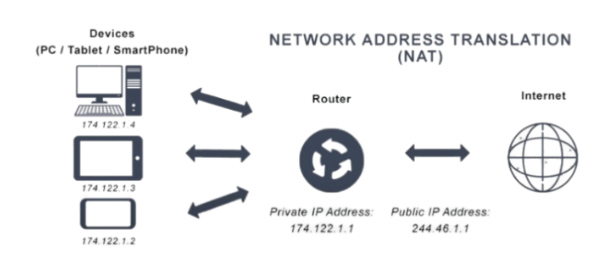 Devices
(PC / Tablet / SmartPhone)
NETWORK ADDRESS TRANSLATION
(NAT)
174.122.1.4
174.122.1.3
174.122.1.2
Router
Private IP Address:
174.122.1.1
Internet
Public IP Address:
244.46.1.1